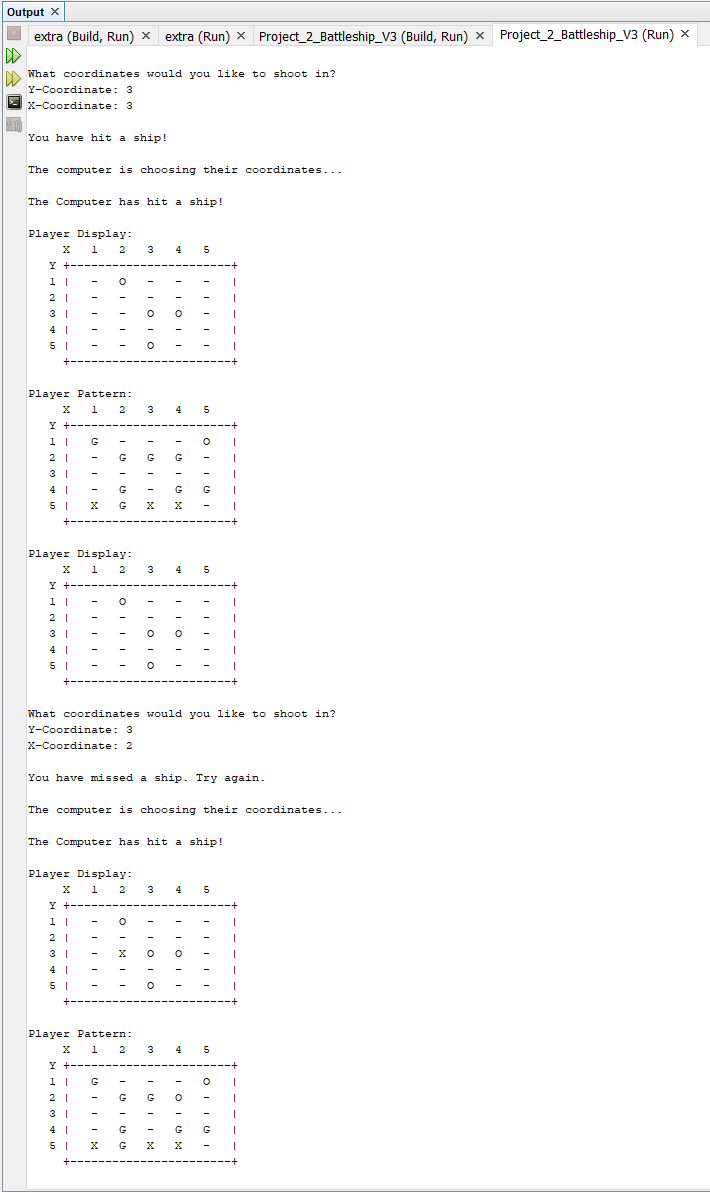 Output ×
extra (Build, Run) × extra (Run) × Project_2_Battleship_V3 (Build, Run) × Project_2_Battleship_V3 (Run) ×
What coordinates would you like to shoot in?
Y-Coordinate: 3
X-Coordinate: 3
You have hit a ship!
The computer is choosing their coordinates...
The Computer has hit a ship!
Player Display:
     X   1   2   3   4   5
   Y +-----------------------+
   1 |   -   O   -   -   -   |
   2 |   -   -   -   -   -   |
   3 |   -   -   O   O   -   |
   4 |   -   -   -   -   -   |
   5 |   -   -   O   -   -   |
     +-----------------------+
Player Pattern:
     X   1   2   3   4   5
   Y +-----------------------+
   1 |   G   -   -   -   O   |
   2 |   -   G   G   G   -   |
   3 |   -   -   -   -   -   |
   4 |   -   G   -   G   G   |
   5 |   X   G   X   X   -   |
     +-----------------------+
Player Display:
     X   1   2   3   4   5
   Y +-----------------------+
   1 |   -   O   -   -   -   |
   2 |   -   -   -   -   -   |
   3 |   -   -   O   O   -   |
   4 |   -   -   -   -   -   |
   5 |   -   -   O   -   -   |
     +-----------------------+
What coordinates would you like to shoot in?
Y-Coordinate: 3
X-Coordinate: 2
You have missed a ship. Try again.
The computer is choosing their coordinates...
The Computer has hit a ship!
Player Display:
     X   1   2   3   4   5
   Y +-----------------------+
   1 |   -   O   -   -   -   |
   2 |   -   -   -   -   -   |
   3 |   -   X   O   O   -   |
   4 |   -   -   -   -   -   |
   5 |   -   -   O   -   -   |
     +-----------------------+
Player Pattern:
     X   1   2   3   4   5
   Y +-----------------------+
   1 |   G   -   -   -   O   |
   2 |   -   G   G   O   -   |
   3 |   -   -   -   -   -   |
   4 |   -   G   -   G   G   |
   5 |   X   G   X   X   -   |
     +-----------------------+